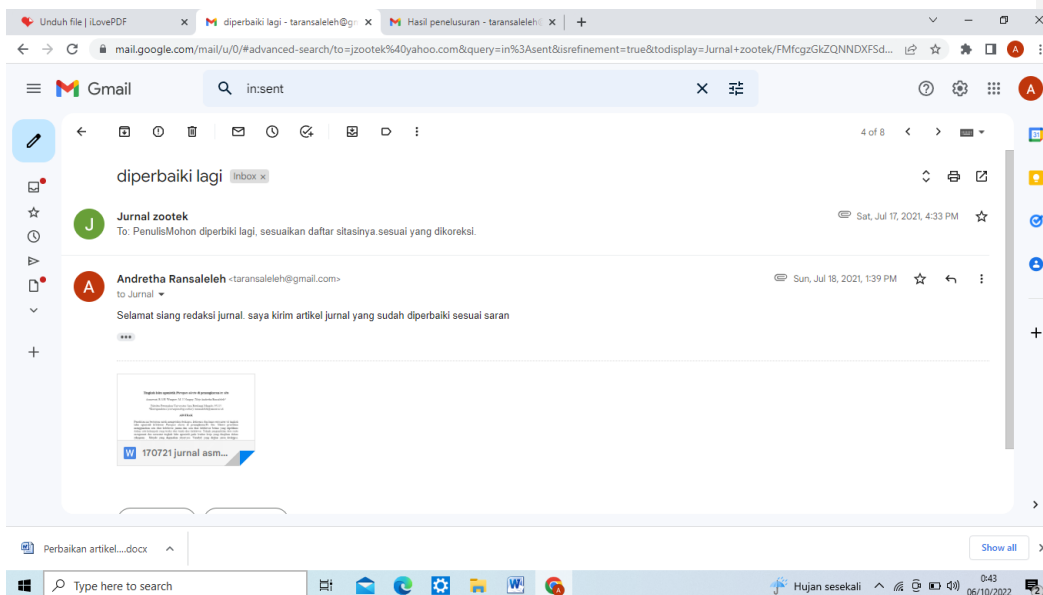 Unduh file | iLovePDF
diperbaiki lagi - taransaleleh@gm
Hasil penelusuran - taransaleleh@
mail.google.com/mail/u/0/#advanced-search/to=jzootek%40yahoo.com&query=in%3Asent&isrefinement=true&todisplay=Jurnal+zootek/FMfcgzGkZQNNDXFSd...
A
Gmail
in:sent
A
4 of 8
31
diperbaiki lagi Inbox x
J
Jurnal zootek
Sat, Jul 17, 2021, 4:33 PM
To: PenulisMohon diperbiki lagi, sesuaikan daftar sitasinya.sesuai yang dikoreksi.
A
Andretha Ransaleleh <taransaleleh@gmail.com>
Sun, Jul 18, 2021, 1:39 PM
to Jurnal
Selamat siang redaksi jurnal. saya kirim artikel jurnal yang sudah diperbaiki sesuai saran
W 170721 jurnal asm...
Perbaikan artikel....docx
Show all
Type here to search
Hujan sesekali
0:43
06/10/2022
2